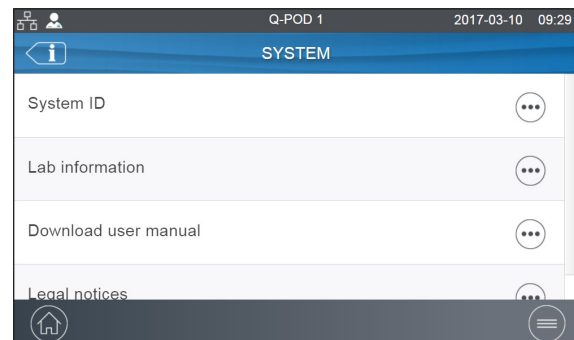 Q-POD 1 2017-03-10 09:29
i SYSTEM
System ID
Lab information
Download user manual
Legal notices